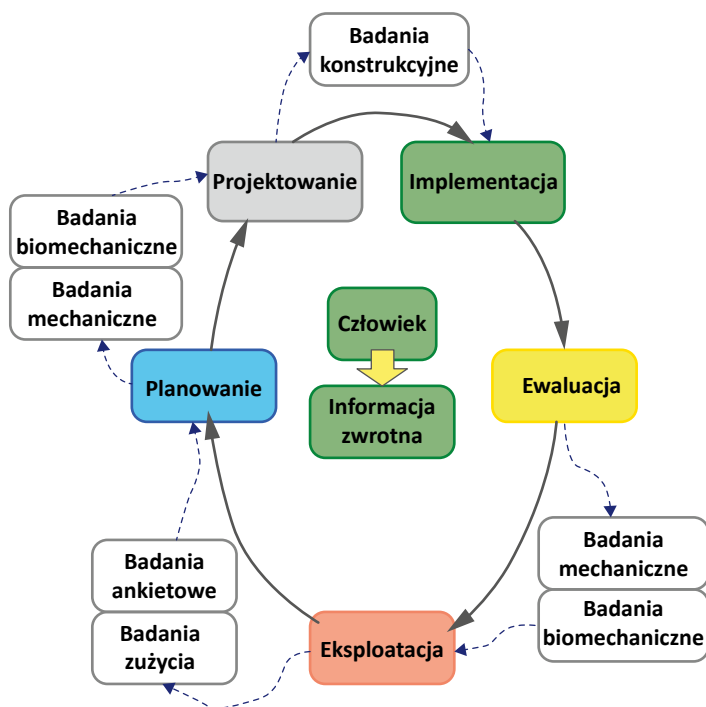 Badania
konstrukcyjne
Projektowanie
Implementacja
Badania
biomechaniczne
Badania
mechaniczne
Człowiek
Planowanie
Informacja
zwrotna
Ewaluacja
Badania
ankietowe
Badania
zużycia
Badania
mechaniczne
Badania
biomechaniczne
Eksploatacja